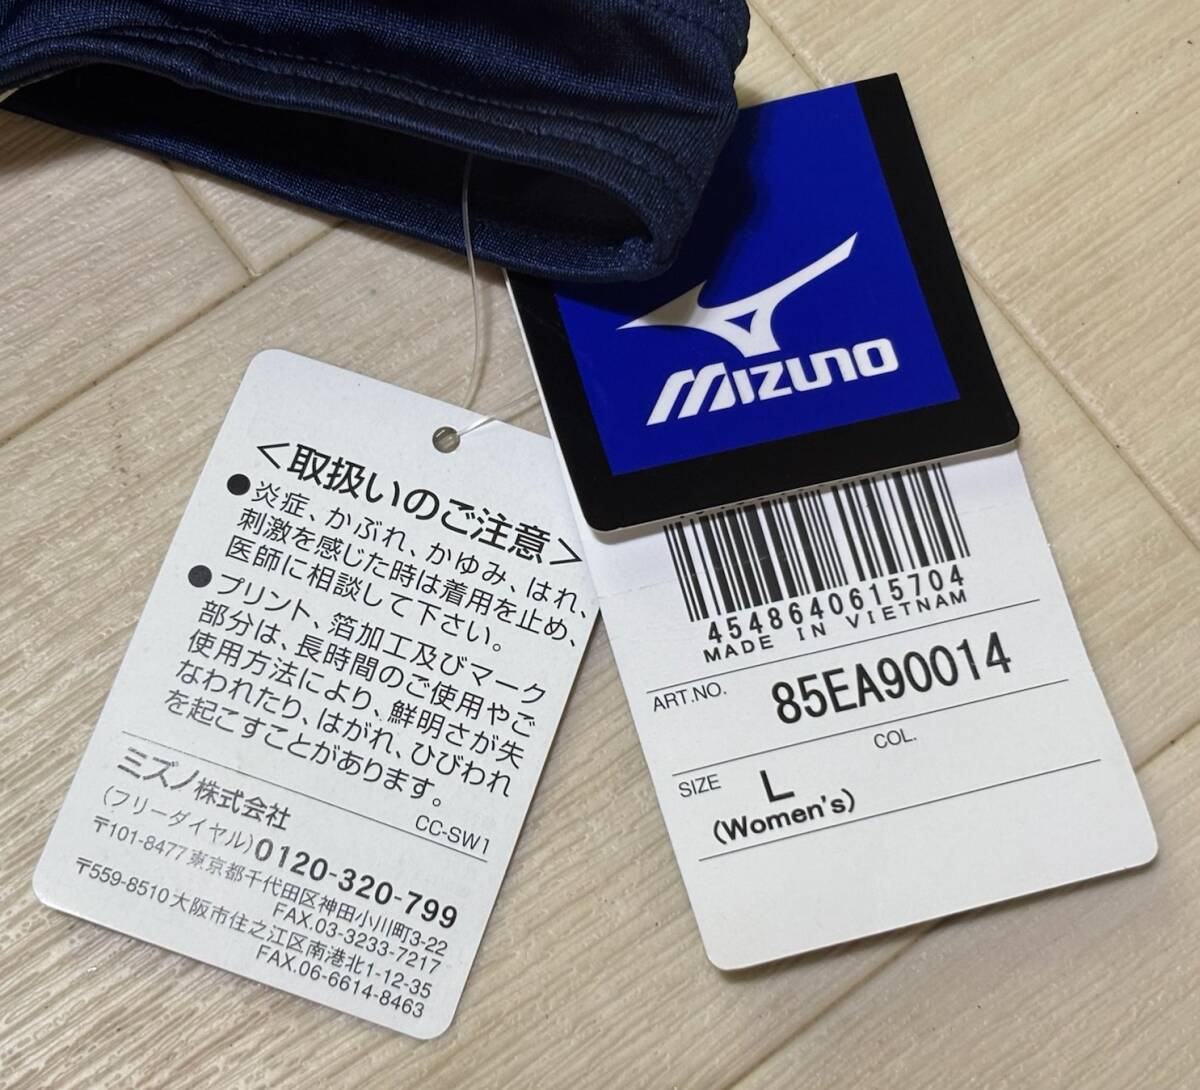 MIZUNO
4548640615704
MADE IN VIETNAM
ART.NO. 85EA90014
COL.
SIZE L
(Women's)
<取扱いのご注意>
●炎症、かぶれ、かゆみ、はれ、
刺激を感じた時は着用を止め、
医師に相談して下さい。
●プリント、箔加工及びマーク
部分は、長時間のご使用やご
使用方法により、鮮明さが失
なわれたり、はがれ、ひびわれ
を起こすことがあります。
CC-SW1
ミズノ株式会社
(フリーダイヤル)0120-320-799
〒101-8477 東京都千代田区神田小川町3-22
FAX.03-3233-7217
〒559-8510 大阪市住之江区南港北1-12-35
FAX.06-6614-8463